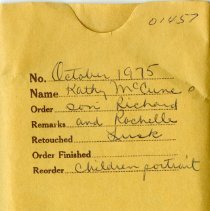 01457
No. October 1975
Name Kathy McCune
Order son Richard
Remarks and Rochelle
Retouched Lusk
Order Finished
Reorder children portrait